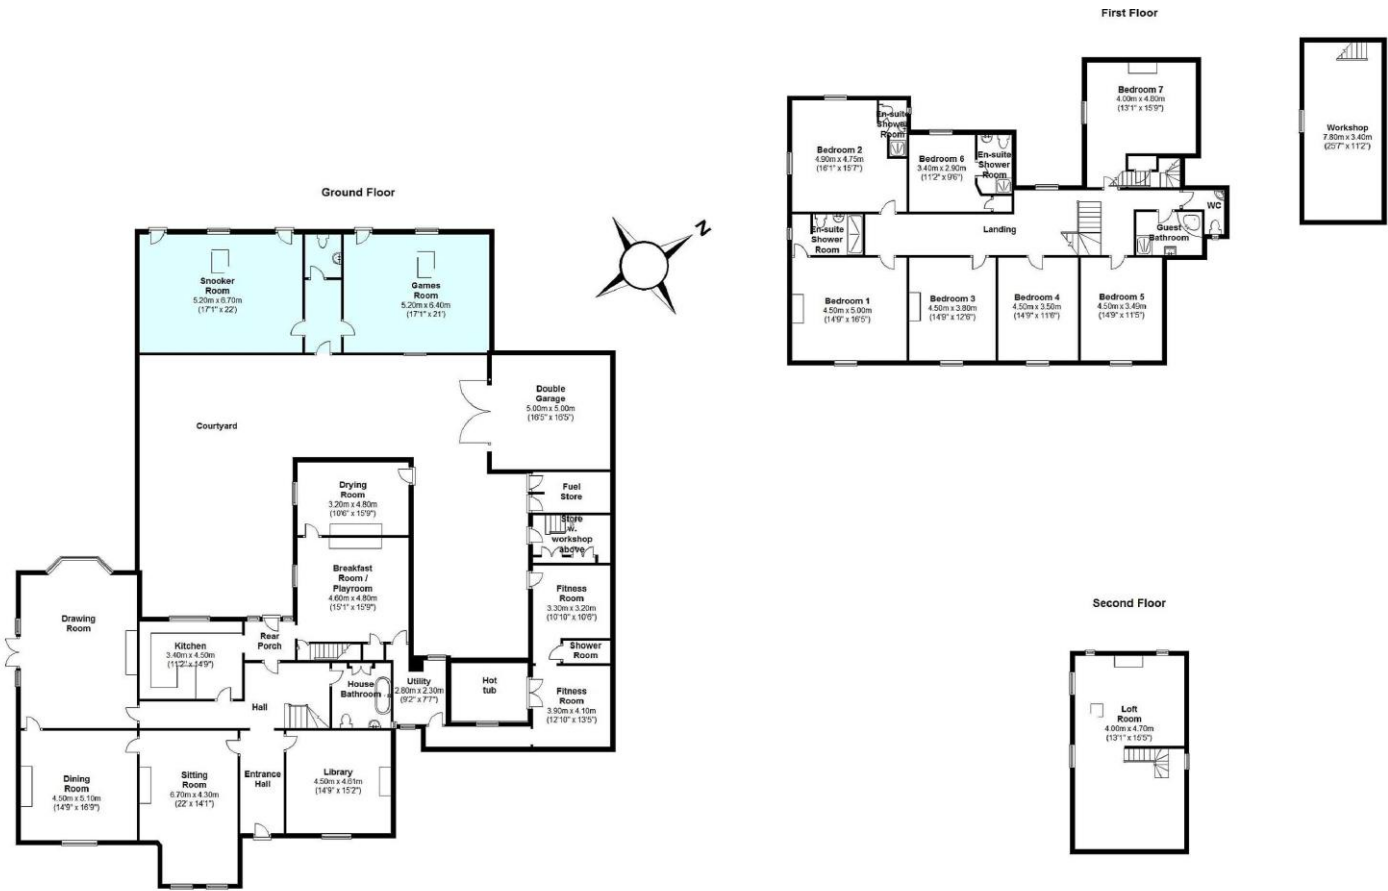 First Floor
Bedroom 7
4.00m x 4.80m
(13'1" x 15'9")
Workshop
7.80m x 3.40m
(25'7" x 11'2")
En-suite
Shower
Room
Bedroom 2
4.90m x 4.75m
(16'1" x 15'7")
Bedroom 6
3.40m x 2.90m
(11'2" x 9'6")
En-suite
Shower
Room
WC
En-suite
Shower
Room
Landing
Guest
Bathroom
Bedroom 1
4.50m x 5.00m
(14'9" x 16'5")
Bedroom 3
4.50m x 3.80m
(14'9" x 12'6")
Bedroom 4
4.50m x 3.50m
(14'9" x 11'6")
Bedroom 5
4.50m x 3.49m
(14'9" x 11'5")
Ground Floor
N
Snooker
Room
5.20m x 6.70m
(17'1" x 22')
Games
Room
5.20m x 6.40m
(17'1" x 21')
Double
Garage
5.00m x 5.00m
(16'5" x 16'5")
Courtyard
Drying
Room
3.20m x 4.80m
(10'6" x 15'9")
Fuel
Store
Store
w.
workshop
above
Breakfast
Room /
Playroom
4.60m x 4.80m
(15'1" x 15'9")
Fitness
Room
3.30m x 3.20m
(10'10" x 10'6")
Drawing
Room
Kitchen
3.40m x 4.50m
(11'2" x 14'9")
Rear
Porch
Shower
Room
House
Bathroom
Utility
2.80m x 2.30m
(9'2" x 7'7")
Hot
tub
Fitness
Room
3.90m x 4.10m
(12'10" x 13'5")
Hall
Dining
Room
4.50m x 5.10m
(14'9" x 16'9")
Sitting
Room
6.70m x 4.30m
(22' x 14'1")
Entrance
Hall
Library
4.50m x 4.61m
(14'9" x 15'2")
Second Floor
Loft
Room
4.00m x 4.70m
(13'1" x 15'5")